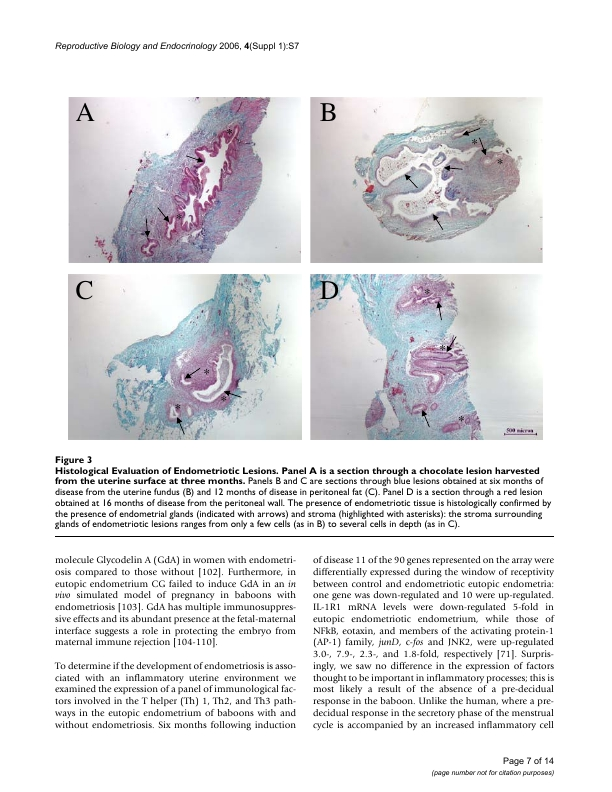 Reproductive Biology and Endocrinology 2006, 4(Suppl 1):S7
A
B
C
D
500 micron
Figure 3
Histological Evaluation of Endometriotic Lesions. Panel A is a section through a chocolate lesion harvested
from the uterine surface at three months. Panels B and C are sections through blue lesions obtained at six months of
disease from the uterine fundus (B) and 12 months of disease in peritoneal fat (C). Panel D is a section through a red lesion
obtained at 16 months of disease from the peritoneal wall. The presence of endometriotic tissue is histologically confirmed by
the presence of endometrial glands (indicated with arrows) and stroma (highlighted with asterisks): the stroma surrounding
glands of endometriotic lesions ranges from only a few cells (as in B) to several cells in depth (as in C).
molecule Glycodelin A (GdA) in women with endometri-
osis compared to those without [102]. Furthermore, in
eutopic endometrium CG failed to induce GdA in an in
vivo simulated model of pregnancy in baboons with
endometriosis [103]. GdA has multiple immunosuppres-
sive effects and its abundant presence at the fetal-maternal
interface suggests a role in protecting the embryo from
maternal immune rejection [104-110].
To determine if the development of endometriosis is asso-
ciated with an inflammatory uterine environment we
examined the expression of a panel of immunological fac-
tors involved in the T helper (Th) 1, Th2, and Th3 path-
ways in the eutopic endometrium of baboons with and
without endometriosis. Six months following induction
of disease 11 of the 90 genes represented on the array were
differentially expressed during the window of receptivity
between control and endometriotic eutopic endometria:
one gene was down-regulated and 10 were up-regulated.
IL-1R1 mRNA levels were down-regulated 5-fold in
eutopic endometriotic endometrium, while those of
NFkB, eotaxin, and members of the activating protein-1
(AP-1) family, junD, c-fos and JNK2, were up-regulated
3.0-, 7.9-, 2.3-, and 1.8-fold, respectively [71]. Surpris-
ingly, we saw no difference in the expression of factors
thought to be important in inflammatory processes; this is
most likely a result of the absence of a pre-decidual
response in the baboon. Unlike the human, where a pre-
decidual response in the secretory phase of the menstrual
cycle is accompanied by an increased inflammatory cell
Page 7 of 14
(page number not for citation purposes)